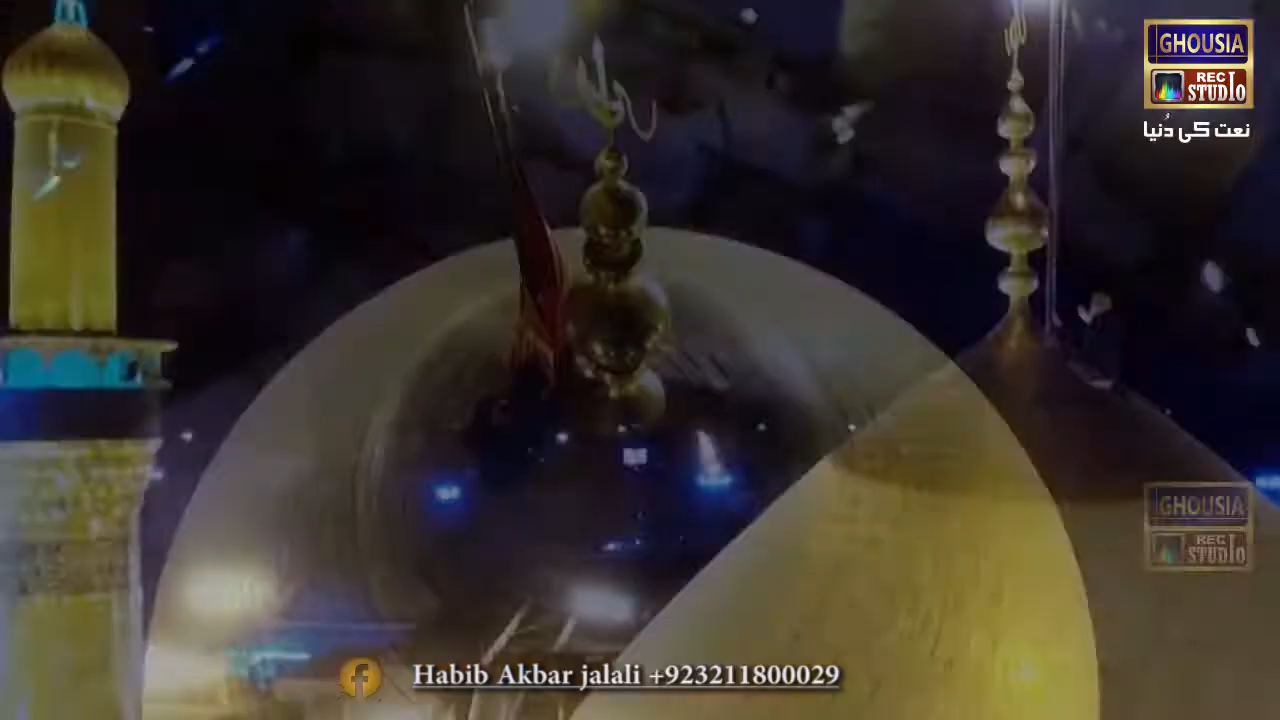 GHOUSIA
REC
STUDIO
نعت کی دُنیا
GHOUSIA
REC
STUDIO
Habib Akbar jalali +923211800029